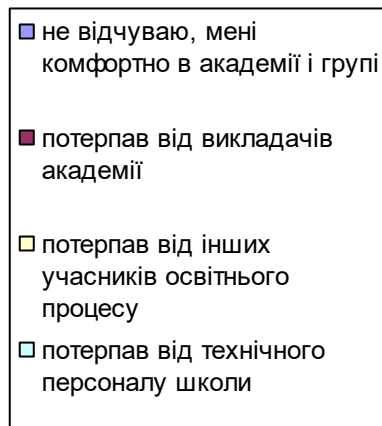 не відчуваю, мені
комфортно в академії і групі
потерпав від викладачів
академії
потерпав від інших
учасників освітнього
процесу
потерпав від технічного
персоналу школи